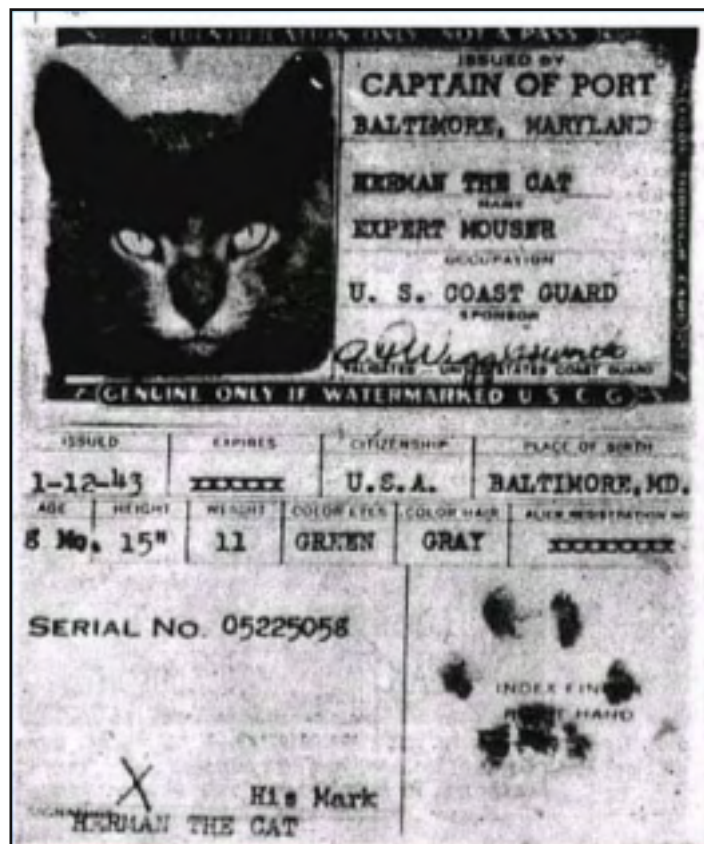 IDENTIFICATION ONLY NOT A PASS
ISSUED BY
CAPTAIN OF PORT
BALTIMORE, MARYLAND
HERMAN THE CAT
NAME
EXPERT MOUSER
OCCUPATION
U. S. COAST GUARD
SPONSOR
VALIDATED - UNITED STATES COAST GUARD
GENUINE ONLY IF WATERMARKED U S C G
ISSUED EXPIRES CITIZENSHIP PLACE OF BIRTH
1-12-43 xxxxxx U.S.A. BALTIMORE, MD.
AGE HEIGHT WEIGHT COLOR EYES COLOR HAIR ALIEN REGISTRATION NO
8 Mo. 15" 11 GREEN GRAY xxxxxxxx
SERIAL NO. 05225058
INDEX FINGER
RIGHT HAND
X His Mark
SIGNATURE
HERMAN THE CAT